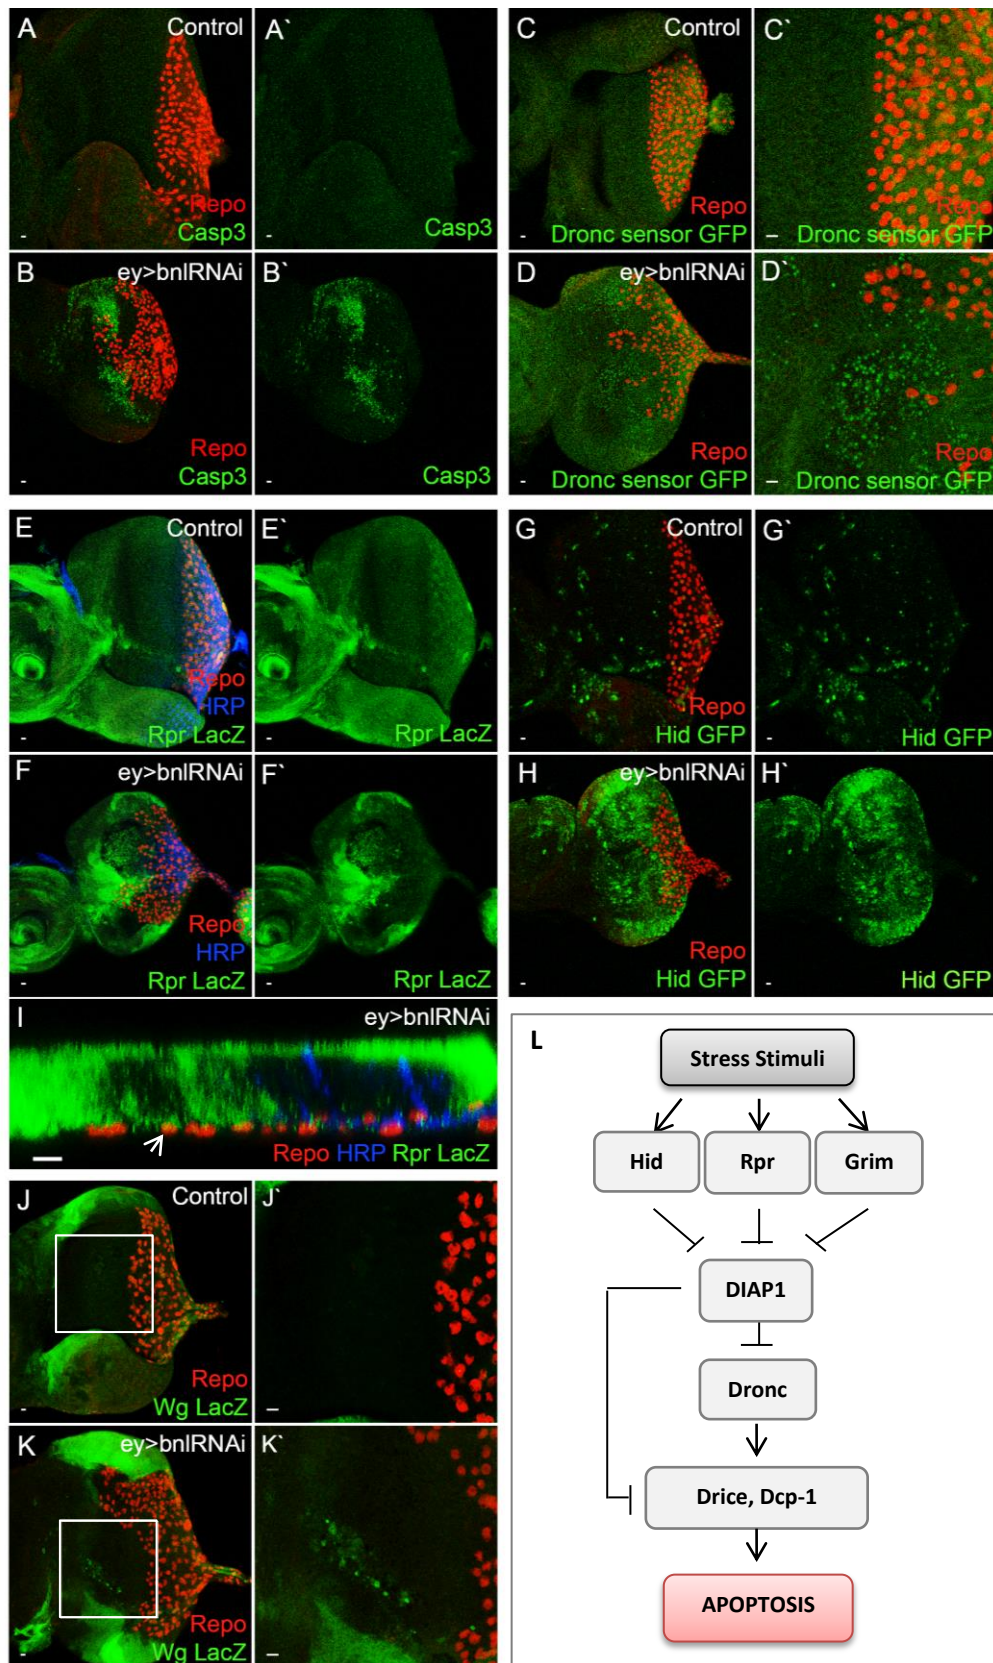 A Control
Repo
Casp3
A`
Casp3
B ey>bnlRNAi
Repo
Casp3
B`
Casp3
C Control
Repo
Dronc sensor GFP
C`
Repo
Dronc sensor GFP
D ey>bnlRNAi
Repo
Dronc sensor GFP
D`
Repo
Dronc sensor GFP
E Control
Repo
HRP
Rpr LacZ
E`
Rpr LacZ
F ey>bnlRNAi
Repo
HRP
Rpr LacZ
F`
Rpr LacZ
G Control
Repo
Hid GFP
G`
Hid GFP
H ey>bnlRNAi
Repo
Hid GFP
H`
Hid GFP
I ey>bnlRNAi
Repo HRP Rpr LacZ
J Control
Repo
Wg LacZ
J`
K ey>bnlRNAi
Repo
Wg LacZ
K`
L
Stress Stimuli
Hid Rpr Grim
DIAP1
Dronc
Drice, Dcp-1
APOPTOSIS